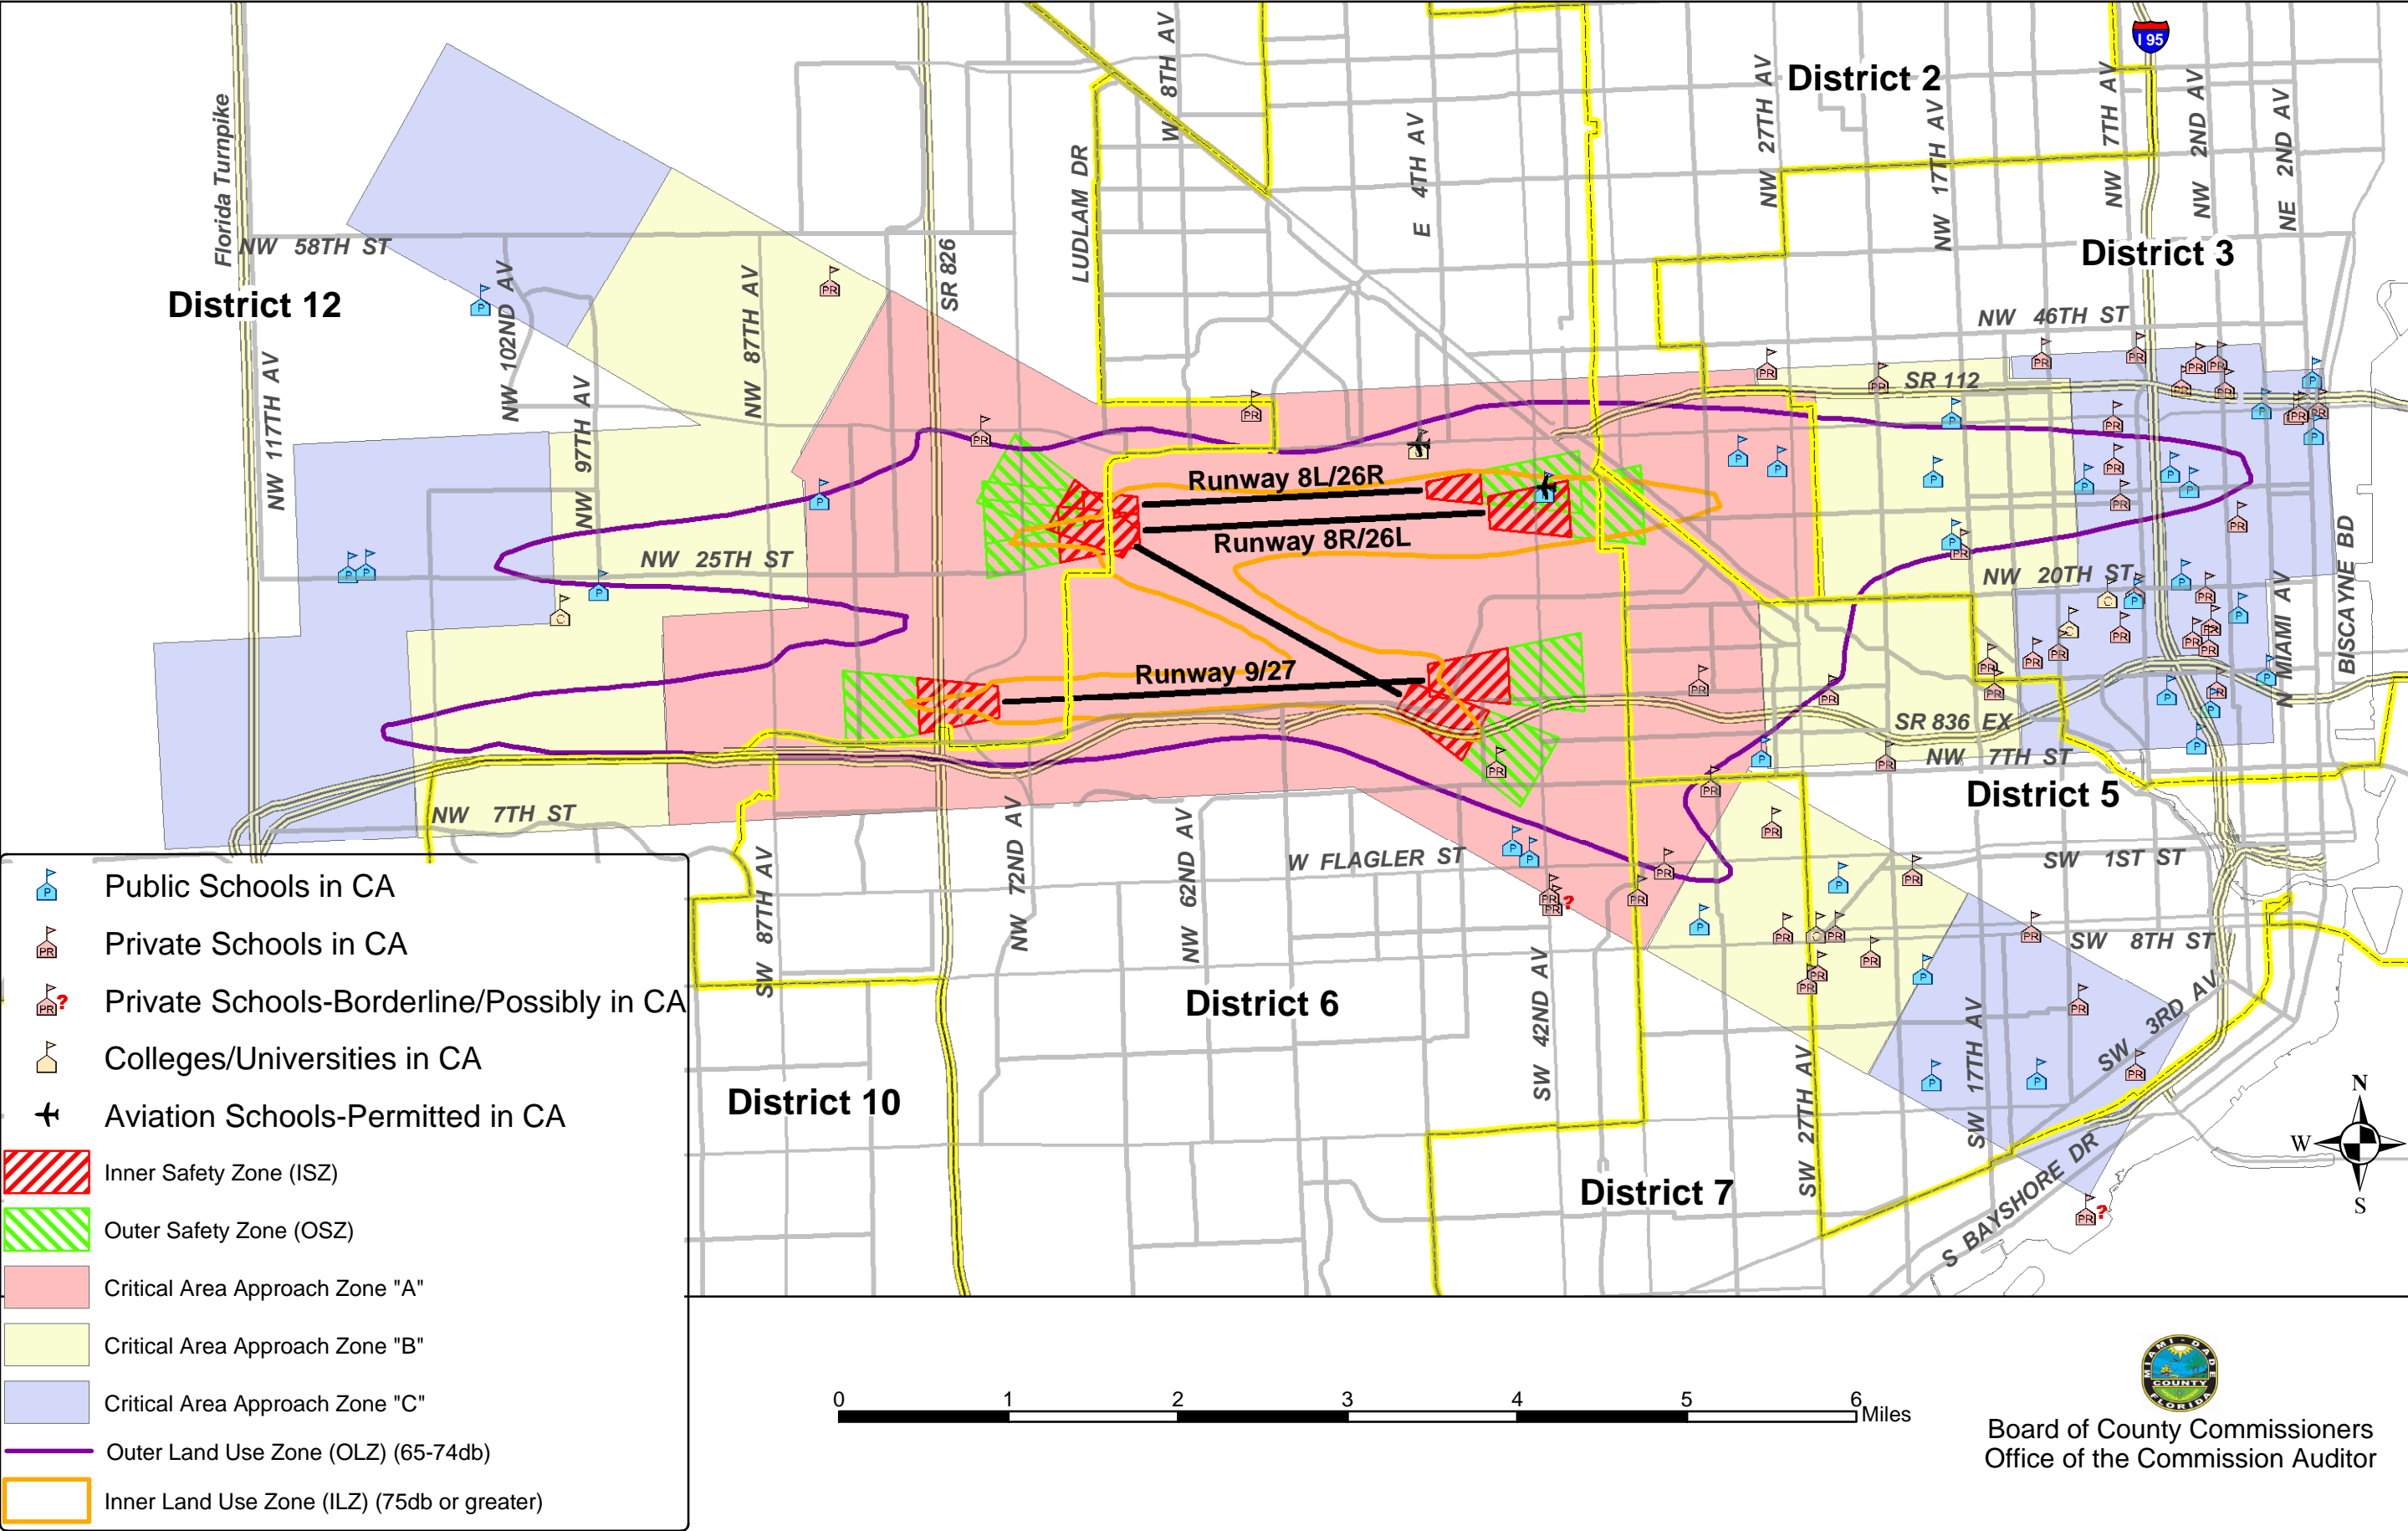 I 95
District 2
W 8TH AV
NW 27TH AV
NW 7TH AV
NW 2ND AV
NE 2ND AV
Florida Turnpike
LUDLAM DR
E 4TH AV
NW 17TH AV
NW 58TH ST
District 3
District 12
NW 102ND AV
NW 87TH AV
SR 826
NW 46TH ST
NW 117TH AV
NW 97TH AV
SR 112
Runway 8L/26R
Runway 8R/26L
NW 25TH ST
NW 20TH ST
N MIAMI AV
BISCAYNE BD
Runway 9/27
SR 836 EX
NW 7TH ST
District 5
NW 7TH ST
NW 72ND AV
NW 62ND AV
W FLAGLER ST
SW 1ST ST
SW 87TH AV
SW 8TH ST
District 6
SW 42ND AV
SW 3RD AV
SW 17TH AV
SW 27TH AV
District 10
District 7
S BAYSHORE DR
N
W
S
P Public Schools in CA
PR Private Schools in CA
PR? Private Schools-Borderline/Possibly in CA
Colleges/Universities in CA
Aviation Schools-Permitted in CA
Inner Safety Zone (ISZ)
Outer Safety Zone (OSZ)
Critical Area Approach Zone "A"
Critical Area Approach Zone "B"
Critical Area Approach Zone "C"
Outer Land Use Zone (OLZ) (65-74db)
Inner Land Use Zone (ILZ) (75db or greater)
0 1 2 3 4 5 6
Miles
MIAMI-DADE
COUNTY
FLORIDA
Board of County Commissioners
Office of the Commission Auditor